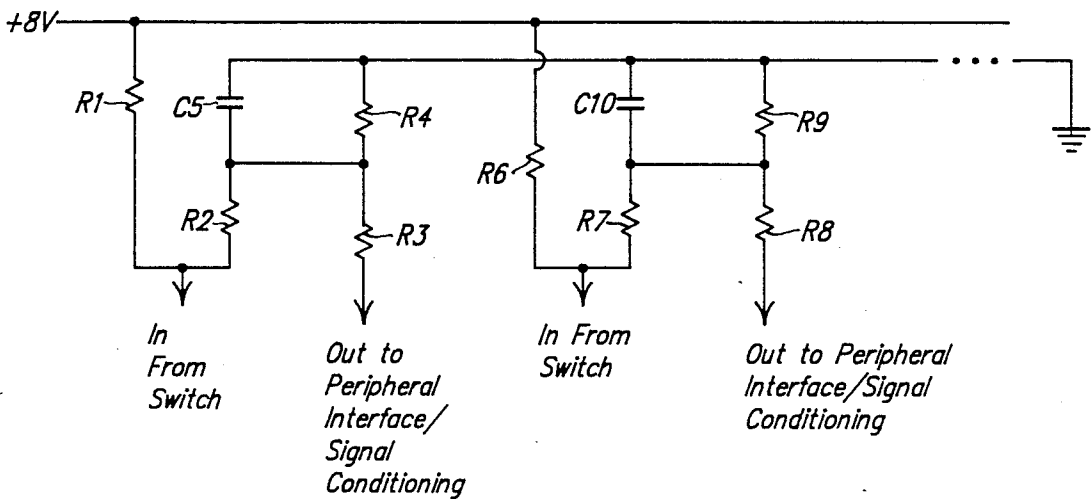 +8V
R1
C5
R4
R2
R3
R6
C10
R9
R7
R8
In
From
Switch
Out to
Peripheral
Interface/
Signal
Conditioning
In From
Switch
Out to Peripheral
Interface/Signal
Conditioning